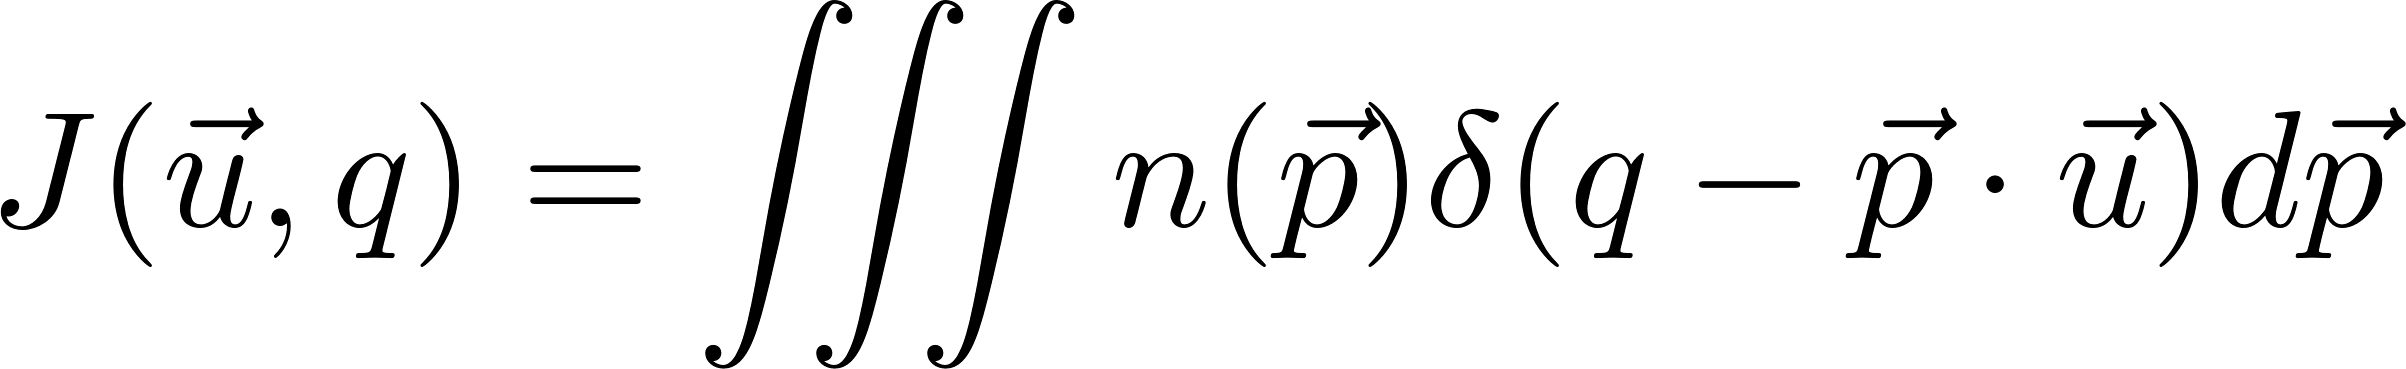 J(\vec{u}, q) = \iiint n(\vec{p})\delta(q - \vec{p} \cdot \vec{u})d\vec{p}